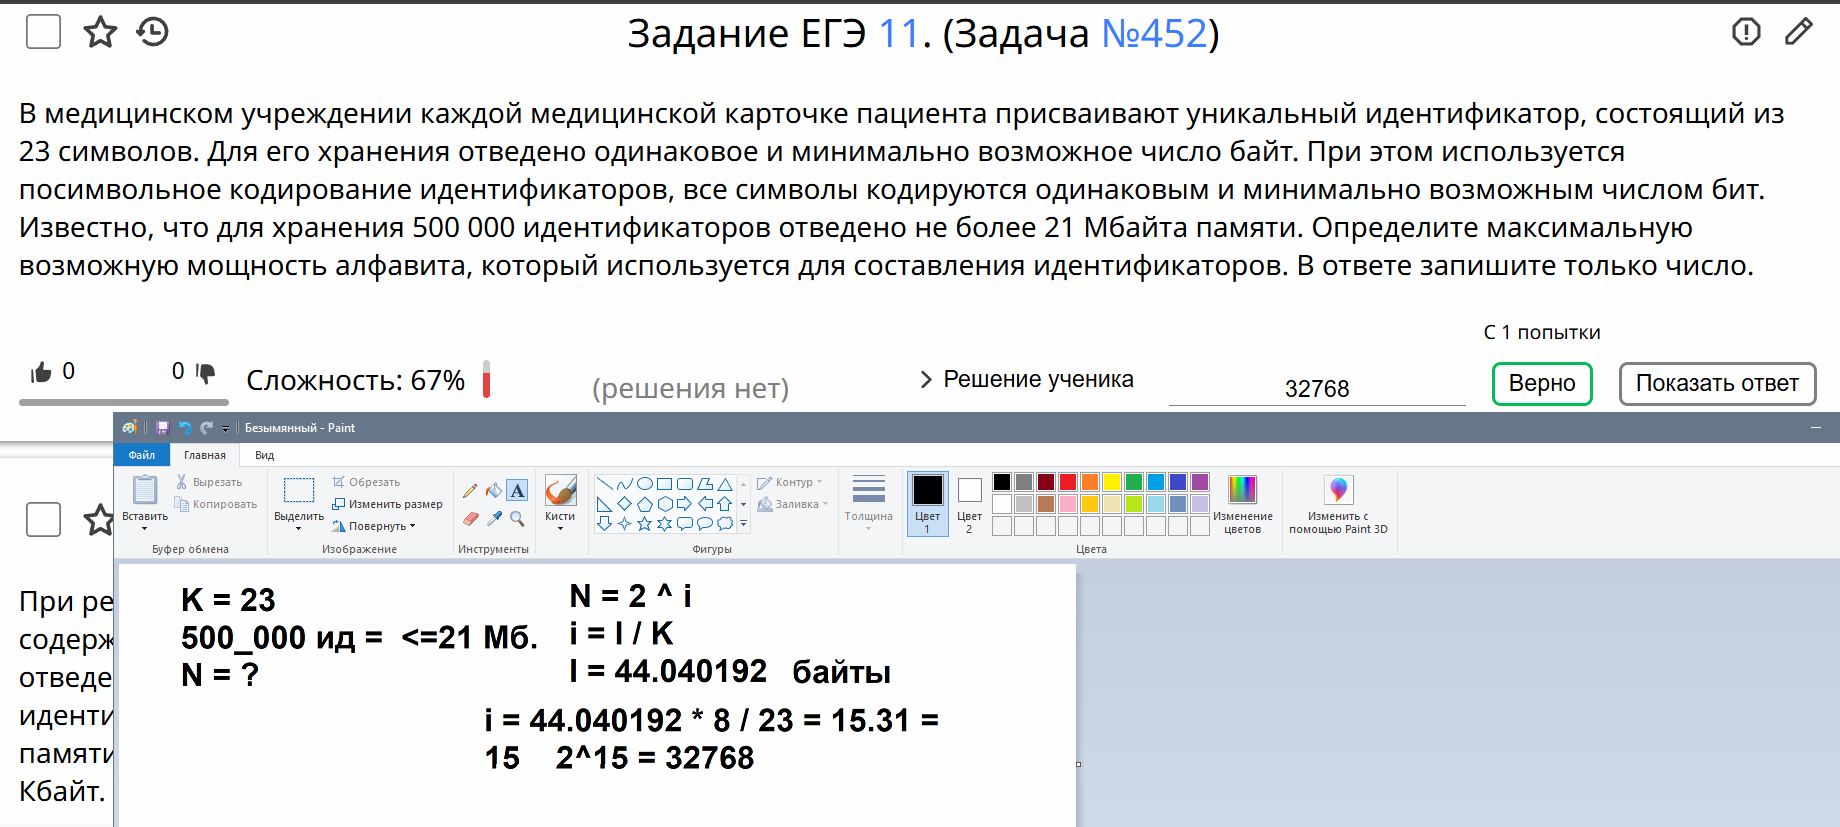 Задание ЕГЭ 11. (Задача №452)
В медицинском учреждении каждой медицинской карточке пациента присваивают уникальный идентификатор, состоящий из
23 символов. Для его хранения отведено одинаковое и минимально возможное число байт. При этом используется
посимвольное кодирование идентификаторов, все символы кодируются одинаковым и минимально возможным числом бит.
Известно, что для хранения 500 000 идентификаторов отведено не более 21 Мбайта памяти. Определите максимальную
возможную мощность алфавита, который используется для составления идентификаторов. В ответе запишите только число.
С 1 попытки
0 0 Сложность: 67% (решения нет) Решение ученика 32768 Верно Показать ответ
Безымянный - Paint
Файл Главная Вид
Вставить
Вырезать
Копировать
Буфер обмена
Выделить
Обрезать
Изменить размер
Повернуть
Изображение
A
Инструменты
Кисти
Контур
Заливка
Фигуры
Толщина
Цвет
1
Цвет
2
Изменение
цветов
Цвета
Изменить с
помощью Paint 3D
При ре
содерж
отведе
иденти
памяти
Кбайт.
K = 23
500_000 ид = <=21 Мб.
N = ?
N = 2 ^ i
i = I / K
I = 44.040192 байты
i = 44.040192 * 8 / 23 = 15.31 =
15 2^15 = 32768